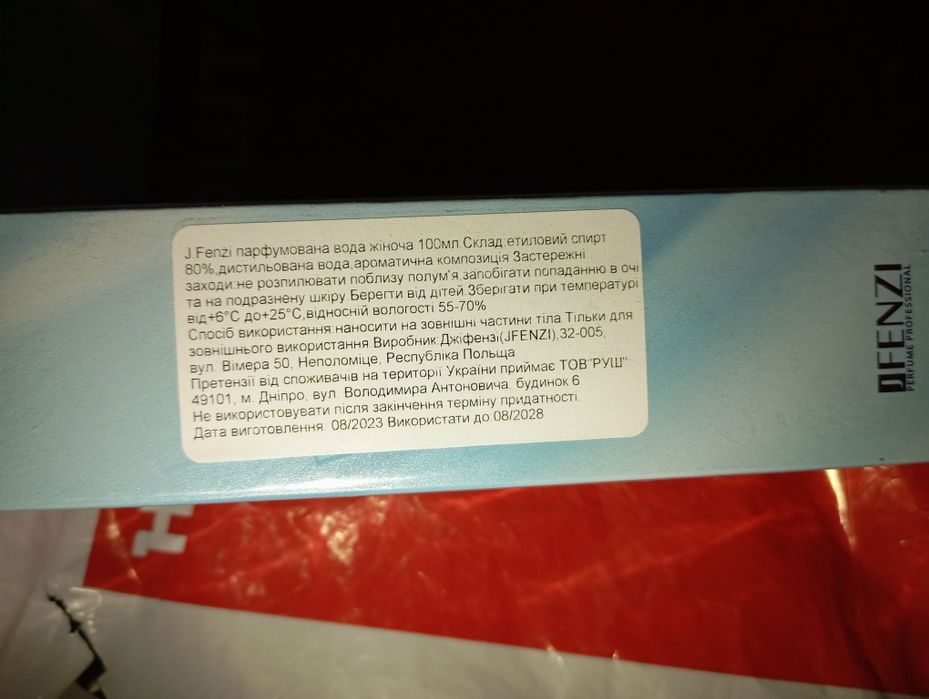 J.Fenzi парфумована вода жіноча 100мл.Склад:етиловий спирт
80%,дистильована вода,ароматична композиція Застережні
заходи:не розпилювати поблизу полум'я,запобігати попаданню в очі
та на подразнену шкіру.Берегти від дітей.Зберігати при температурі
від+6°С до+25°С,відносній вологості 55-70%
Спосіб використання:наносити на зовнішні частини тіла Тільки для
зовнішнього використання.Виробник:Джіфензі(JFENZI),32-005,
вул. Вімера 50, Неполоміце, Республіка Польща
Претензії від споживачів на території України приймає ТОВ"РУШ"
49101, м. Дніпро, вул. Володимира Антоновича, будинок 6
Не використовувати після закінчення терміну придатності.
Дата виготовлення 08/2023 Використати до:08/2028
JFENZI
PERFUME PROFESSIONAL